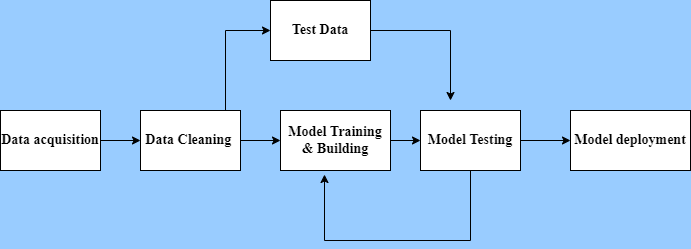 Test Data
Data acquisition
Data Cleaning
Model Training
& Building
Model Testing
Model deployment